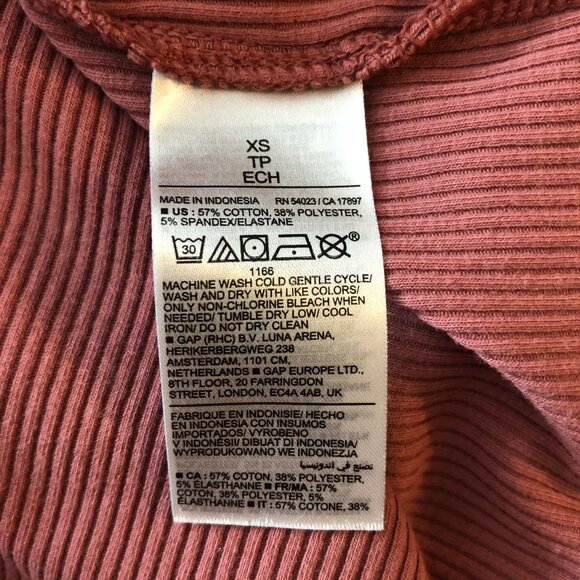 XS
TP
ECH
MADE IN INDONESIA RN 54023 / CA 17897
■ US : 57% COTTON, 38% POLYESTER,
5% SPANDEX/ELASTANE
30
1166
MACHINE WASH COLD GENTLE CYCLE/
WASH AND DRY WITH LIKE COLORS/
ONLY NON-CHLORINE BLEACH WHEN
NEEDED/ TUMBLE DRY LOW/ COOL
IRON/ DO NOT DRY CLEAN
■ GAP (RHC) B.V. LUNA ARENA,
HERIKERBERGWEG 238
AMSTERDAM, 1101 CM,
NETHERLANDS ■ GAP EUROPE LTD.,
8TH FLOOR, 20 FARRINGDON
STREET, LONDON, EC4A 4AB, UK
FABRIQUE EN INDONESIE/ HECHO
EN INDONESIA CON INSUMOS
IMPORTADOS/ VYROBENO
V INDONÉSII/ DIBUAT DI INDONESIA/
WYPRODUKOWANO WE INDONEZJI
صنع في اندونيسيا
■ CA : 57% COTON, 38% POLYESTER,
5% ELASTHANNE ■ FR/MA : 57%
COTON, 38% POLYESTER, 5%
ELASTHANNE ■ IT : 57% COTONE, 38%